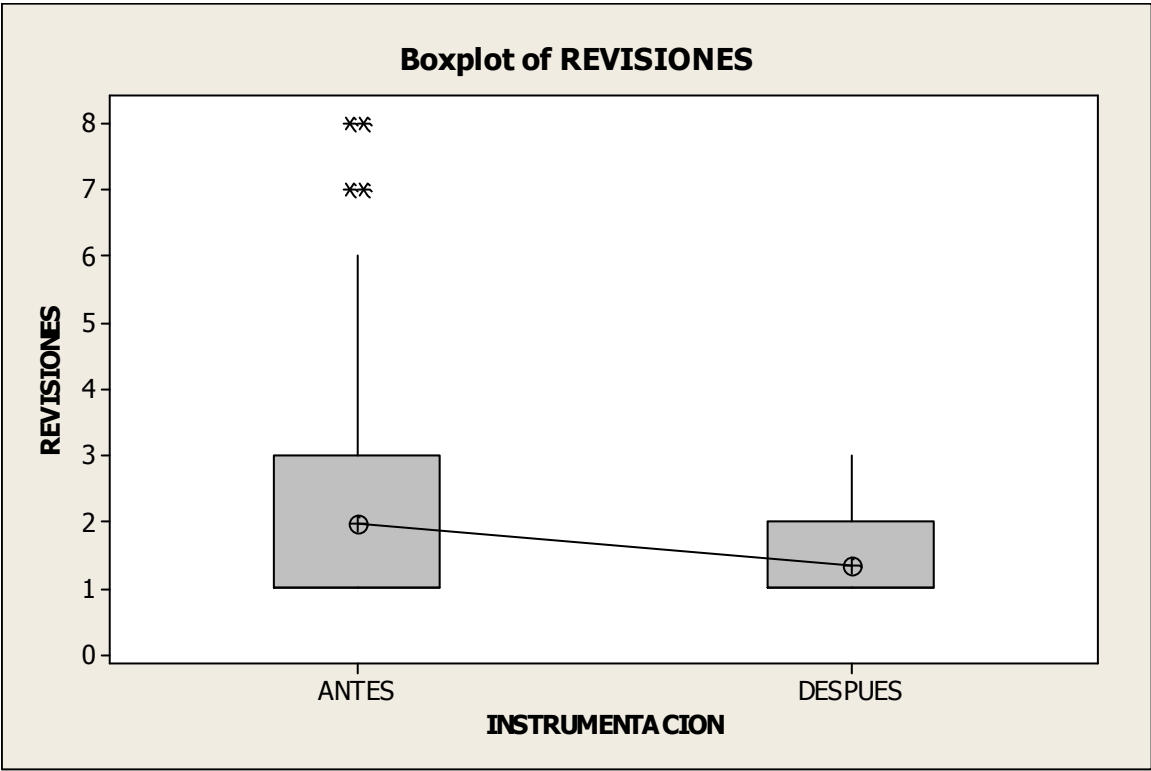 Boxplot of REVISIONES
8
7
6
5
4
3
2
1
0
REVISIONES
ANTES
DESPUES
INSTRUMENTACION